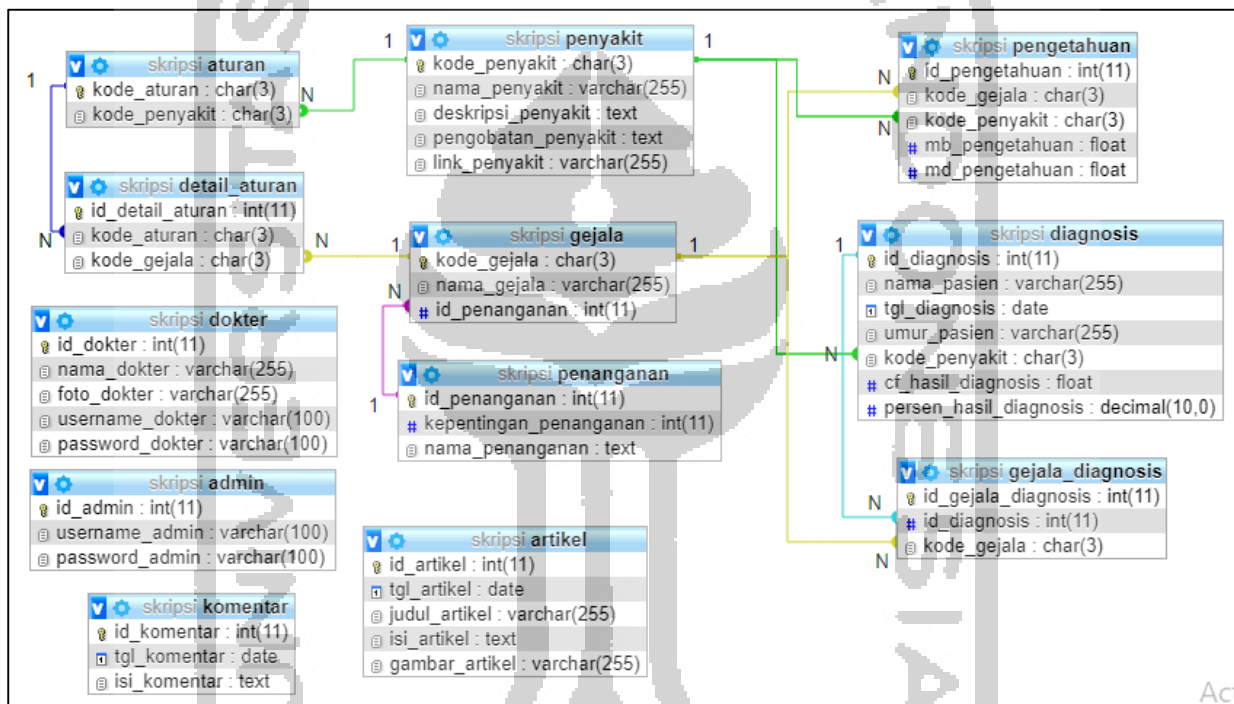 skripsi aturan
kode_aturan : char(3)
kode_penyakit : char(3)
1
N
1
skripsi penyakit
kode_penyakit : char(3)
nama_penyakit : varchar(255)
deskripsi_penyakit : text
pengobatan_penyakit : text
link_penyakit : varchar(255)
1
skripsi pengetahuan
id_pengetahuan : int(11)
kode_gejala : char(3)
kode_penyakit : char(3)
mb_pengetahuan : float
md_pengetahuan : float
N
N
skripsi detail_aturan
id_detail_aturan : int(11)
kode_aturan : char(3)
kode_gejala : char(3)
N
N
1
skripsi gejala
kode_gejala : char(3)
nama_gejala : varchar(255)
id_penanganan : int(11)
N
1
1
skripsi diagnosis
id_diagnosis : int(11)
nama_pasien : varchar(255)
tgl_diagnosis : date
umur_pasien : varchar(255)
kode_penyakit : char(3)
cf_hasil_diagnosis : float
persen_hasil_diagnosis : decimal(10,0)
N
skripsi dokter
id_dokter : int(11)
nama_dokter : varchar(255)
foto_dokter : varchar(255)
username_dokter : varchar(100)
password_dokter : varchar(100)
skripsi penanganan
id_penanganan : int(11)
kepentingan_penanganan : int(11)
nama_penanganan : text
1
skripsi gejala_diagnosis
id_gejala_diagnosis : int(11)
id_diagnosis : int(11)
kode_gejala : char(3)
N
N
skripsi admin
id_admin : int(11)
username_admin : varchar(100)
password_admin : varchar(100)
skripsi artikel
id_artikel : int(11)
tgl_artikel : date
judul_artikel : varchar(255)
isi_artikel : text
gambar_artikel : varchar(255)
skripsi komentar
id_komentar : int(11)
tgl_komentar : date
isi_komentar : text
Act